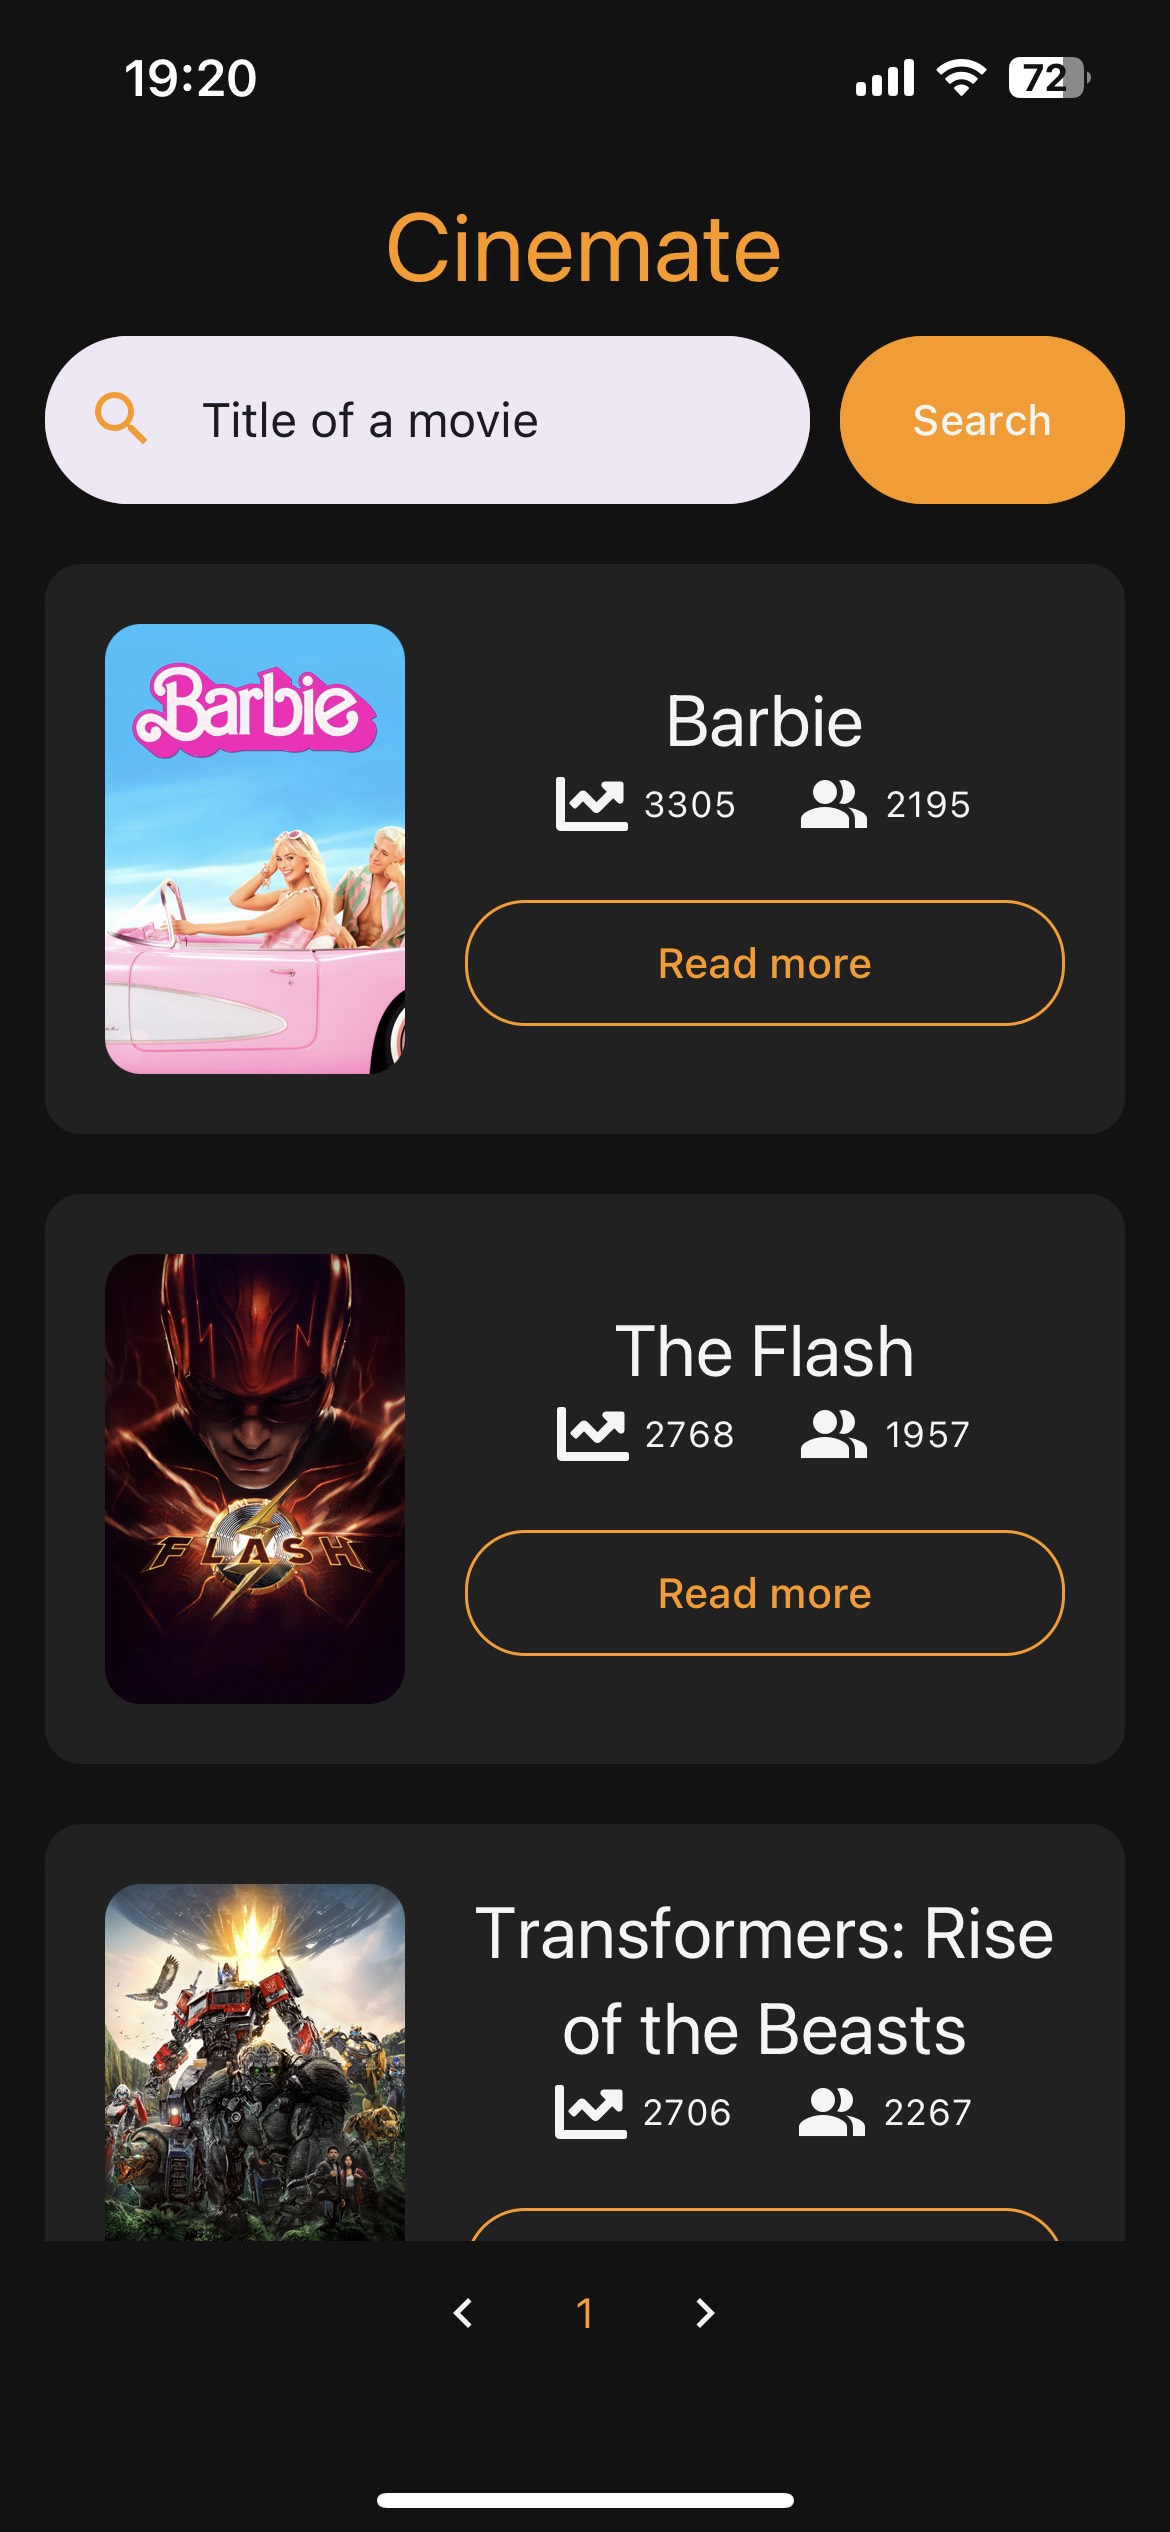 19:20
72
Cinemate
Title of a movie
Search
Barbie
Barbie
3305 2195
Read more
FLASH
The Flash
2768 1957
Read more
Transformers: Rise
of the Beasts
2706 2267
1